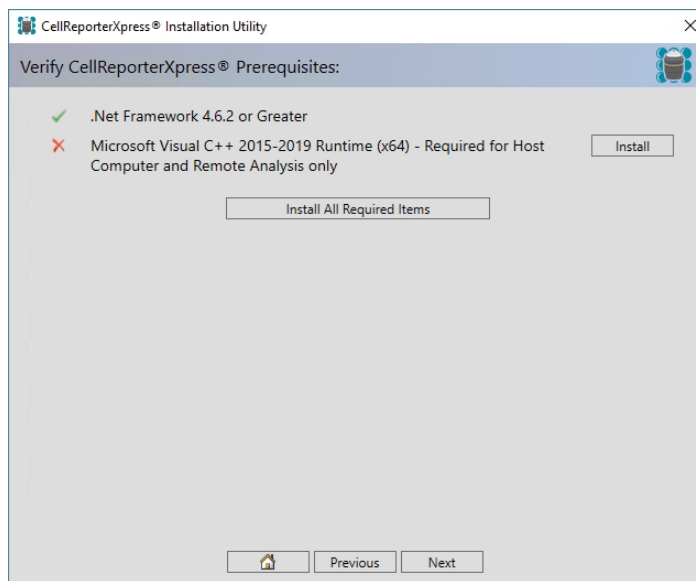 CellReporterXpress® Installation Utility
Verify CellReporterXpress® Prerequisites:
.Net Framework 4.6.2 or Greater
Microsoft Visual C++ 2015-2019 Runtime (x64) - Required for Host
Computer and Remote Analysis only
Install
Install All Required Items
Previous
Next